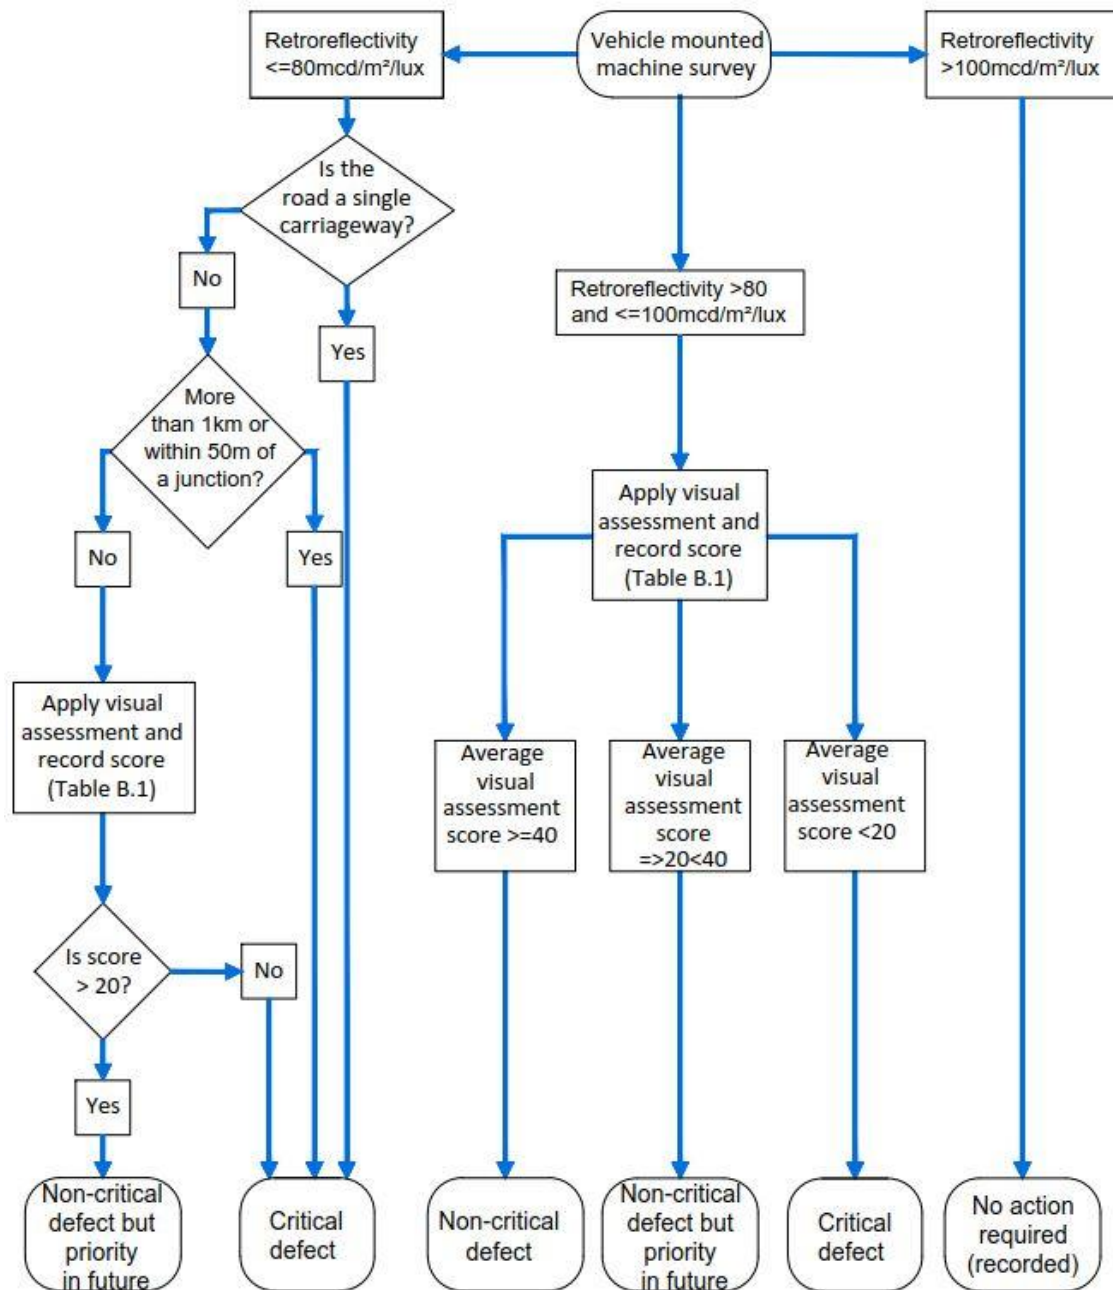 Retroreflectivity
<=80mcd/m²/lux
Vehicle mounted
machine survey
Retroreflectivity
>100mcd/m²/lux
Is the
road a single
carriageway?
No
Yes
Retroreflectivity >80
and <=100mcd/m²/lux
More
than 1km or
within 50m of
a junction?
No
Yes
Apply visual
assessment and
record score
(Table B.1)
Apply visual
assessment and
record score
(Table B.1)
Average
visual
assessment
score >=40
Average
visual
assessment
score
=>20<40
Average
visual
assessment
score <20
Is score
> 20?
No
Yes
Non-critical
defect but
priority
in future
Critical
defect
Non-critical
defect
Non-critical
defect but
priority
in future
Critical
defect
No action
required
(recorded)